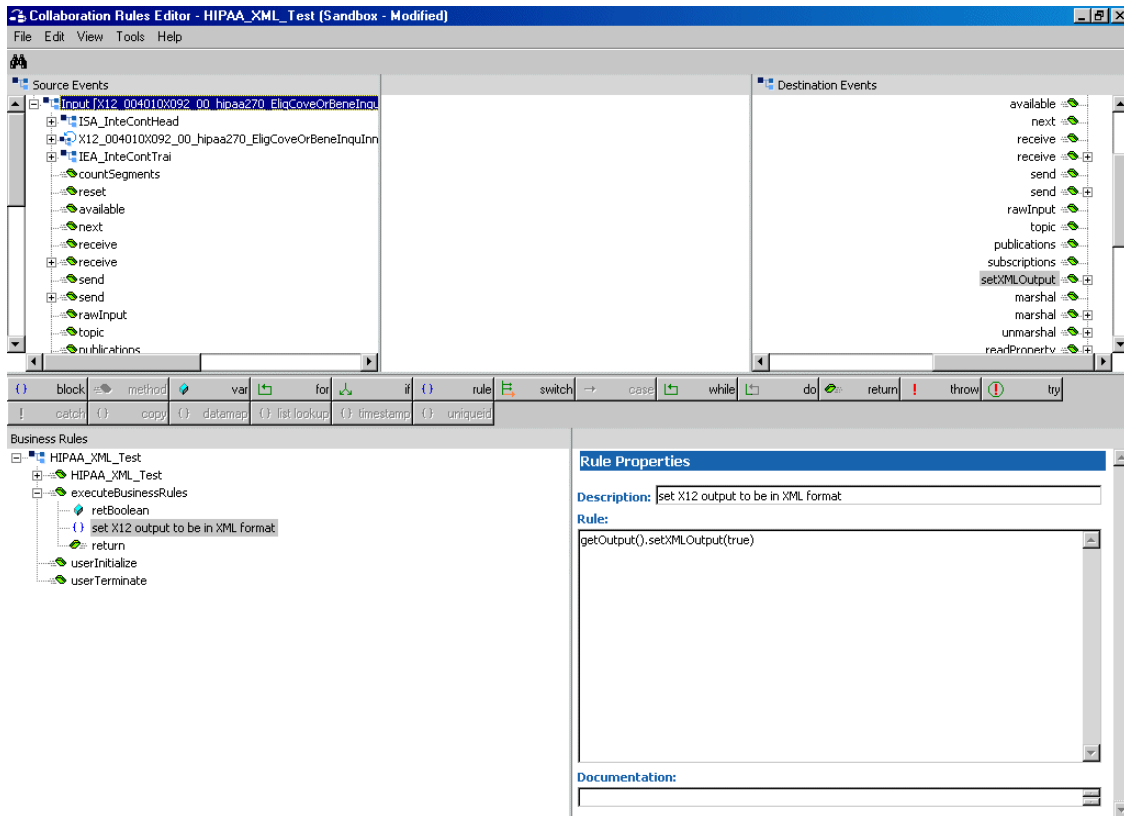 Collaboration Rules Editor - HIPAA_XML_Test (Sandbox - Modified)
File Edit View Tools Help
Source Events
Input [X12_004010X092_00_hipaa270_EligCoveOrBeneInqu
ISA_InteContHead
X12_004010X092_00_hipaa270_EligCoveOrBeneInquInn
IEA_InteContTrai
countSegments
reset
available
next
receive
receive
send
send
rawInput
topic
publications
Destination Events
available
next
receive
receive
send
send
rawInput
topic
publications
subscriptions
setXMLOutput
marshal
marshal
unmarshal
readProperty
block method var for if rule switch case while do return throw try
catch copy datamap list lookup timestamp uniqueid
Business Rules
HIPAA_XML_Test
HIPAA_XML_Test
executeBusinessRules
retBoolean
set X12 output to be in XML format
return
userInitialize
userTerminate
Rule Properties
Description: set X12 output to be in XML format
Rule:
getOutput().setXMLOutput(true)
Documentation: